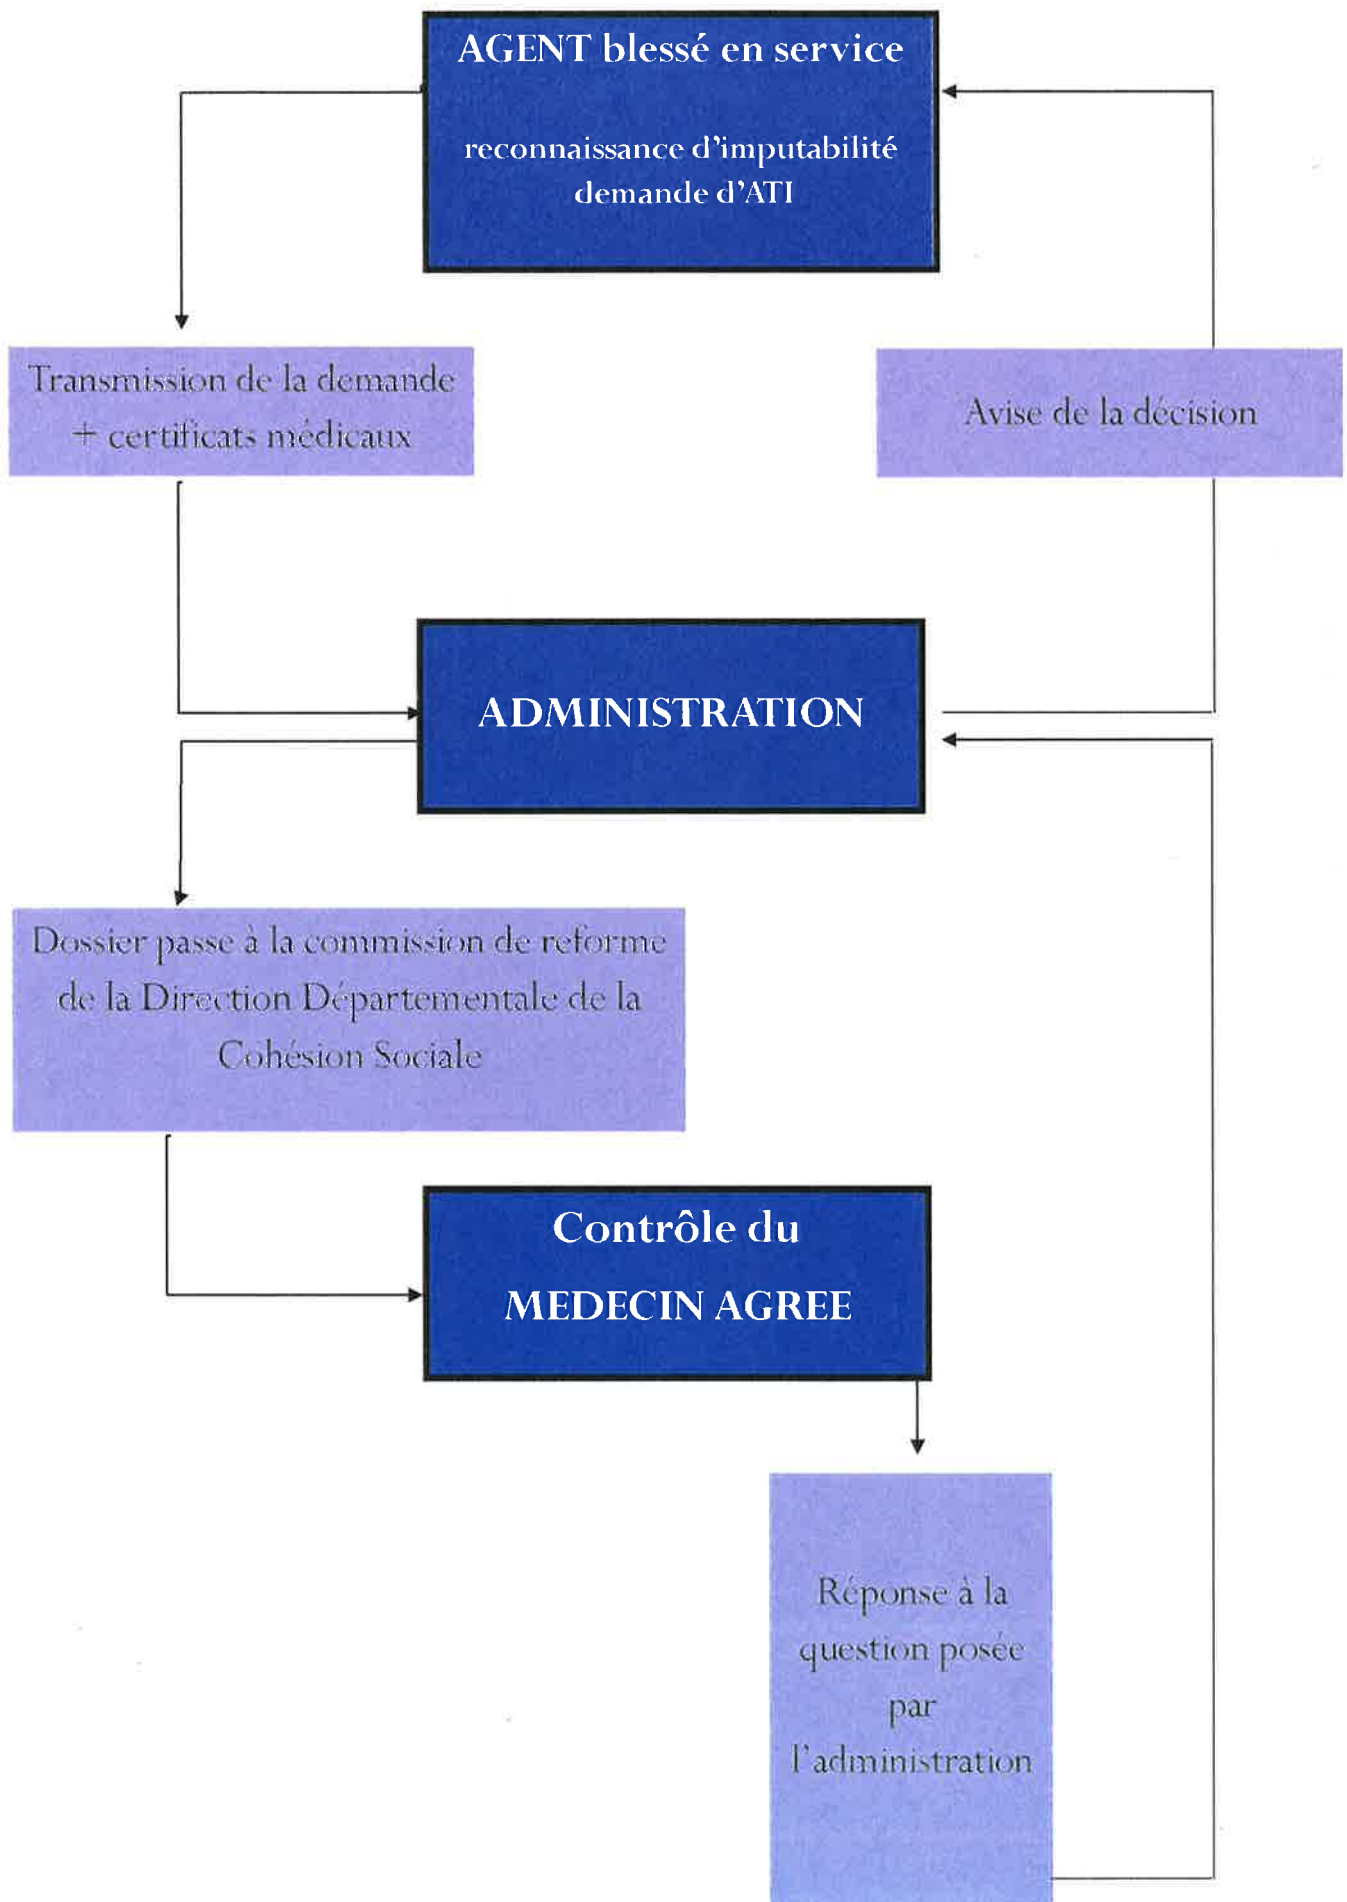 AGENT blessé en service
reconnaissance d'imputabilité
demande d'ATI
Transmission de la demande
+ certificats médicaux
Avise de la décision
ADMINISTRATION
Dossier passe à la commission de reforme
de la Direction Départementale de la
Cohésion Sociale
Contrôle du
MEDECIN AGREE
Réponse à la
question posée
par
l'administration